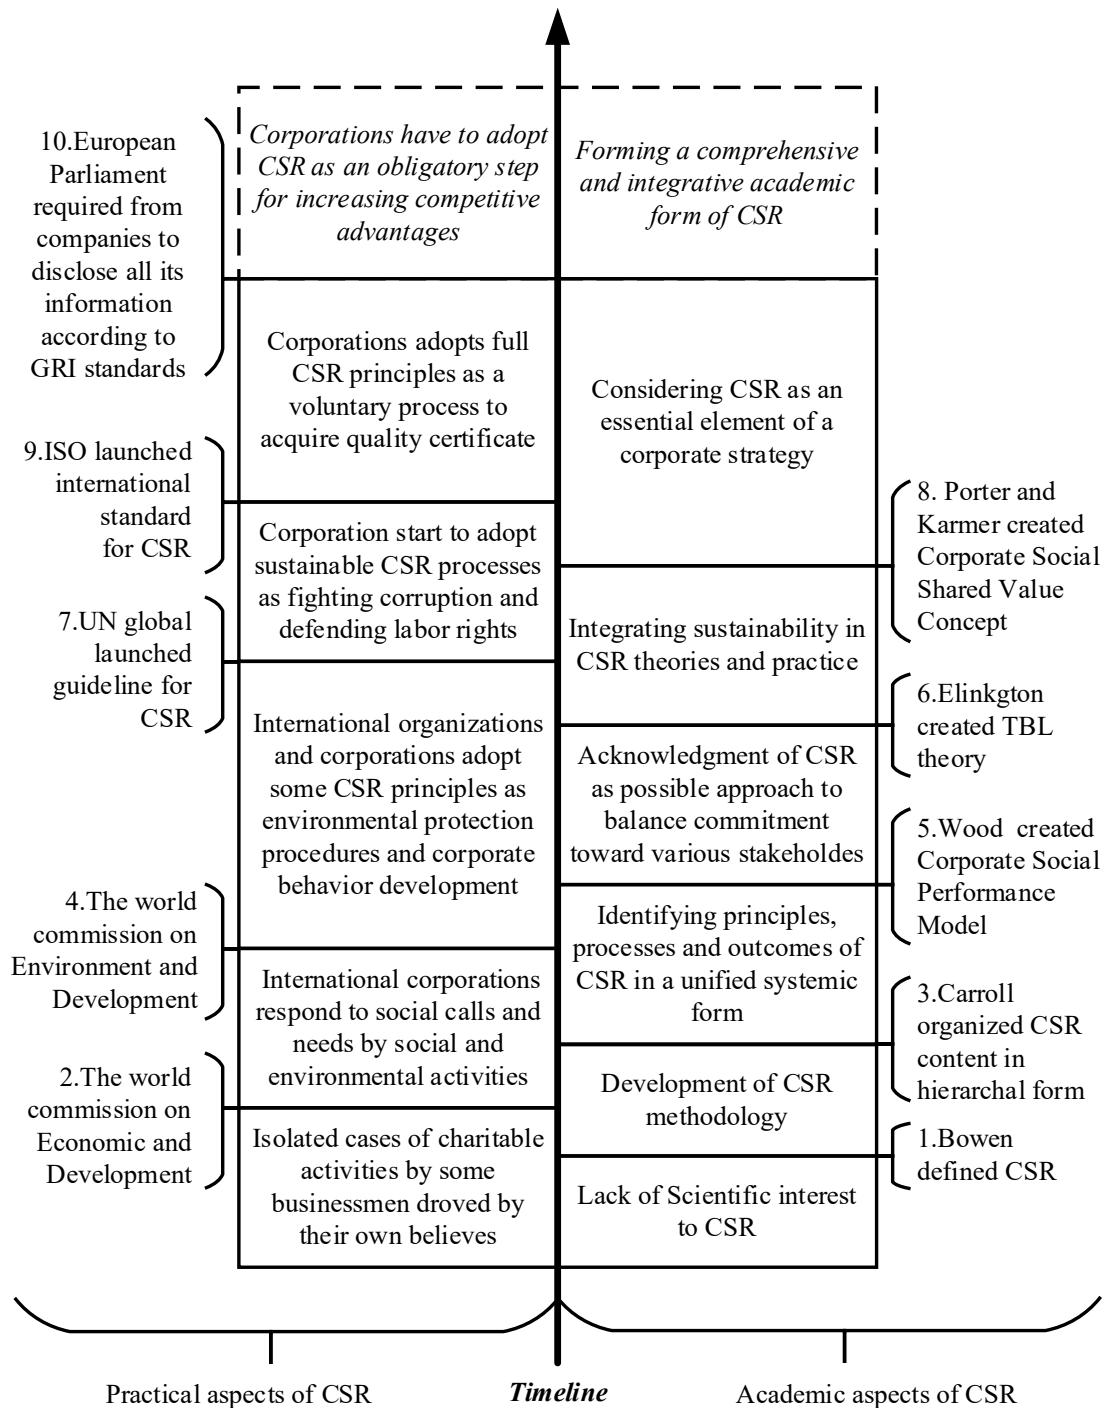 10.European
Parliament
required from
companies to
disclose all its
information
according to
GRI standards
9.ISO launched
international
standard
for CSR
7.UN global
launched
guideline for
CSR
4.The world
commission on
Environment and
Development
2.The world
commission on
Economic and
Development
Corporations have to adopt
CSR as an obligatory step
for increasing competitive
advantages
Corporations adopts full
CSR principles as a
voluntary process to
acquire quality certificate
Corporation start to adopt
sustainable CSR processes
as fighting corruption and
defending labor rights
International organizations
and corporations adopt
some CSR principles as
environmental protection
procedures and corporate
behavior development
International corporations
respond to social calls and
needs by social and
environmental activities
Isolated cases of charitable
activities by some
businessmen droved by
their own believes
Forming a comprehensive
and integrative academic
form of CSR
Considering CSR as an
essential element of a
corporate strategy
Integrating sustainability in
CSR theories and practice
Acknowledgment of CSR
as possible approach to
balance commitment
toward various stakeholdes
Identifying principles,
processes and outcomes of
CSR in a unified systemic
form
Development of CSR
methodology
Lack of Scientific interest
to CSR
8. Porter and
Karmer created
Corporate Social
Shared Value
Concept
6.Elinkgton
created TBL
theory
5.Wood created
Corporate Social
Performance
Model
3.Carroll
organized CSR
content in
hierarchal form
1.Bowen
defined CSR
Practical aspects of CSR
Timeline
Academic aspects of CSR